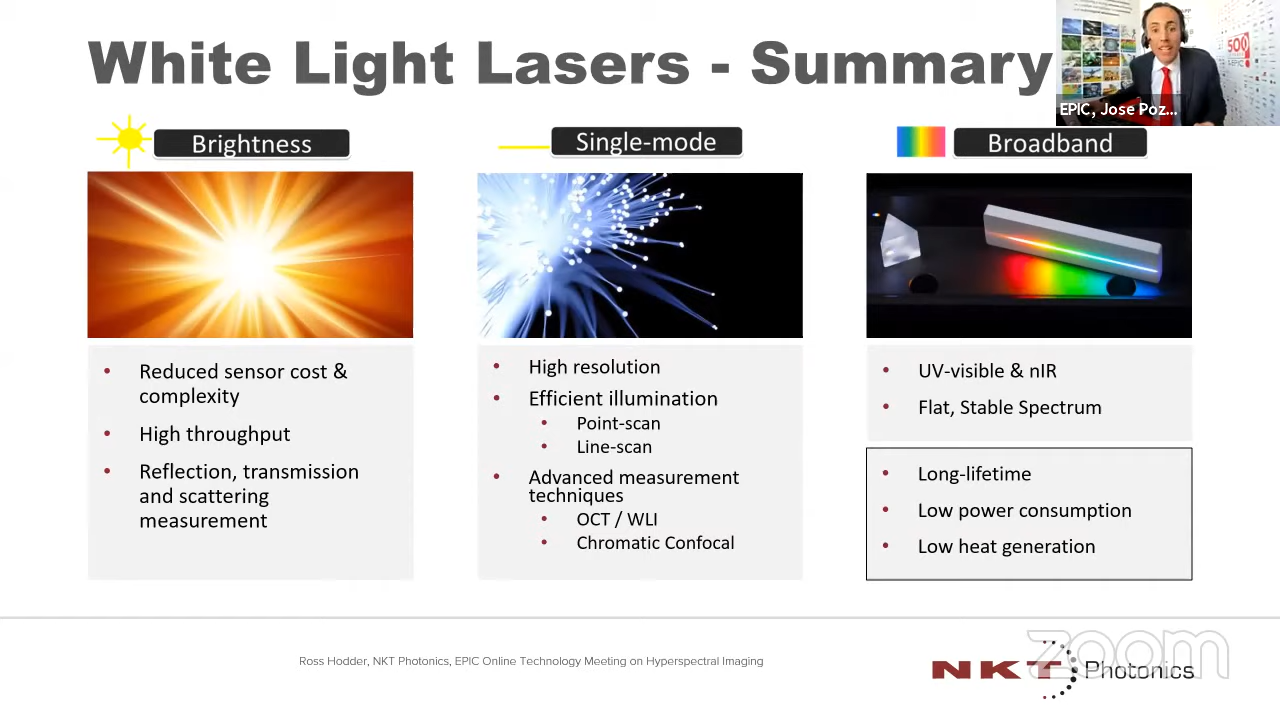 White Light Lasers - Summary
EPIC, Jose Poz...
Brightness
Reduced sensor cost &
complexity
High throughput
Reflection, transmission
and scattering
measurement
Single-mode
High resolution
Efficient illumination
Point-scan
Line-scan
Advanced measurement
techniques
OCT / WLI
Chromatic Confocal
Broadband
UV-visible & nIR
Flat, Stable Spectrum
Long-lifetime
Low power consumption
Low heat generation
Ross Hodder, NKT Photonics, EPIC Online Technology Meeting on Hyperspectral Imaging
NKT Photonics
zoom